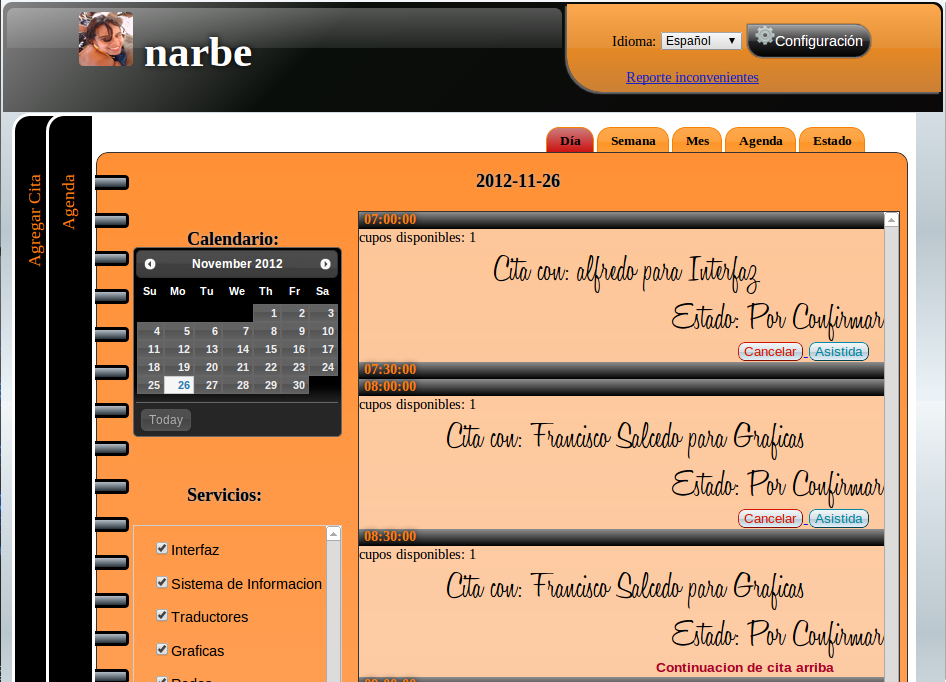 narbe
Idioma: Español
Configuración
Reporte inconvenientes
Agregar Cita
Agenda
Día Semana Mes Agenda Estado
2012-11-26
Calendario:
November 2012
Su Mo Tu We Th Fr Sa
1 2 3
4 5 6 7 8 9 10
11 12 13 14 15 16 17
18 19 20 21 22 23 24
25 26 27 28 29 30
Today
Servicios:
Interfaz
Sistema de Informacion
Traductores
Graficas
Redes
07:00:00
cupos disponibles: 1
Cita con: alfredo para Interfaz
Estado: Por Confirmar
Cancelar Asistida
07:30:00
08:00:00
cupos disponibles: 1
Cita con: Francisco Salcedo para Graficas
Estado: Por Confirmar
Cancelar Asistida
08:30:00
cupos disponibles: 1
Cita con: Francisco Salcedo para Graficas
Estado: Por Confirmar
Continuacion de cita arriba
09:00:00